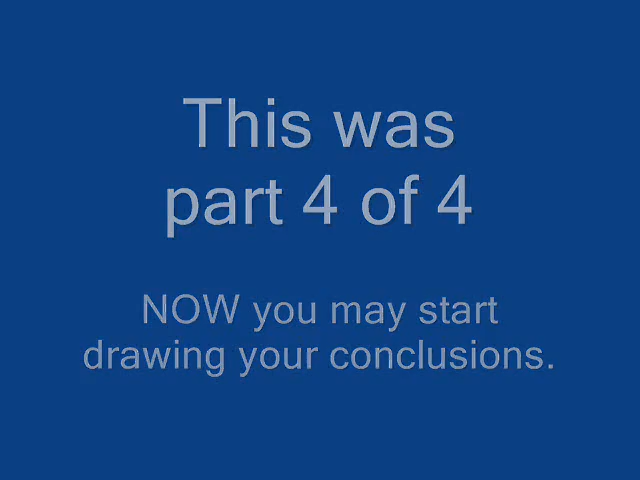 This was
part 4 of 4
NOW you may start
drawing your conclusions.